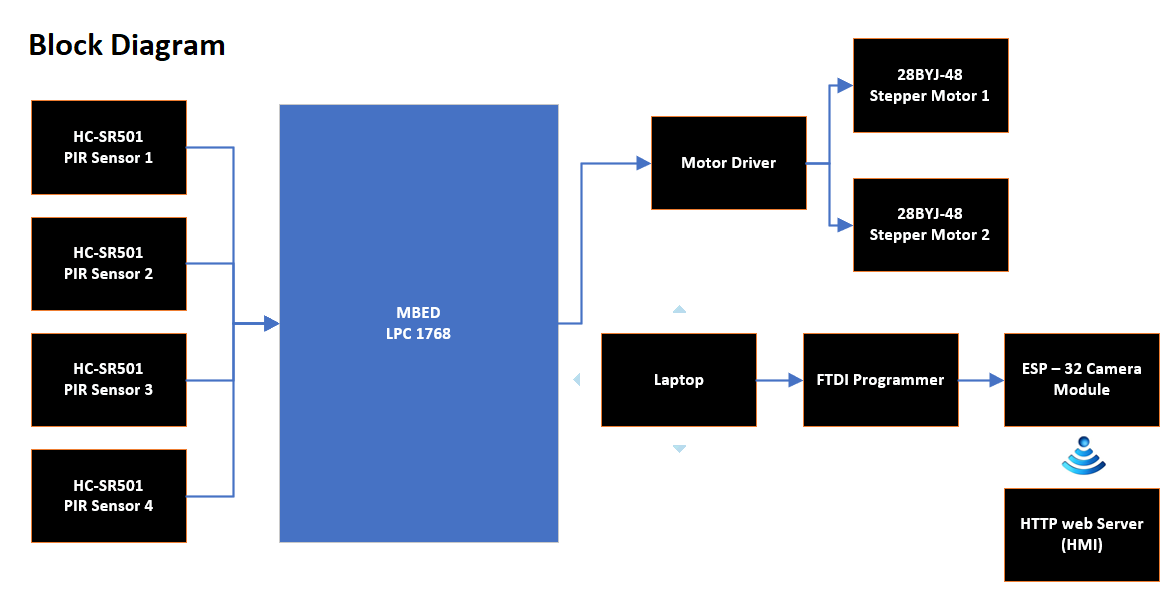 Block Diagram
HC-SR501
PIR Sensor 1
HC-SR501
PIR Sensor 2
HC-SR501
PIR Sensor 3
HC-SR501
PIR Sensor 4
MBED
LPC 1768
Motor Driver
28BYJ-48
Stepper Motor 1
28BYJ-48
Stepper Motor 2
Laptop
FTDI Programmer
ESP – 32 Camera
Module
HTTP web Server
(HMI)